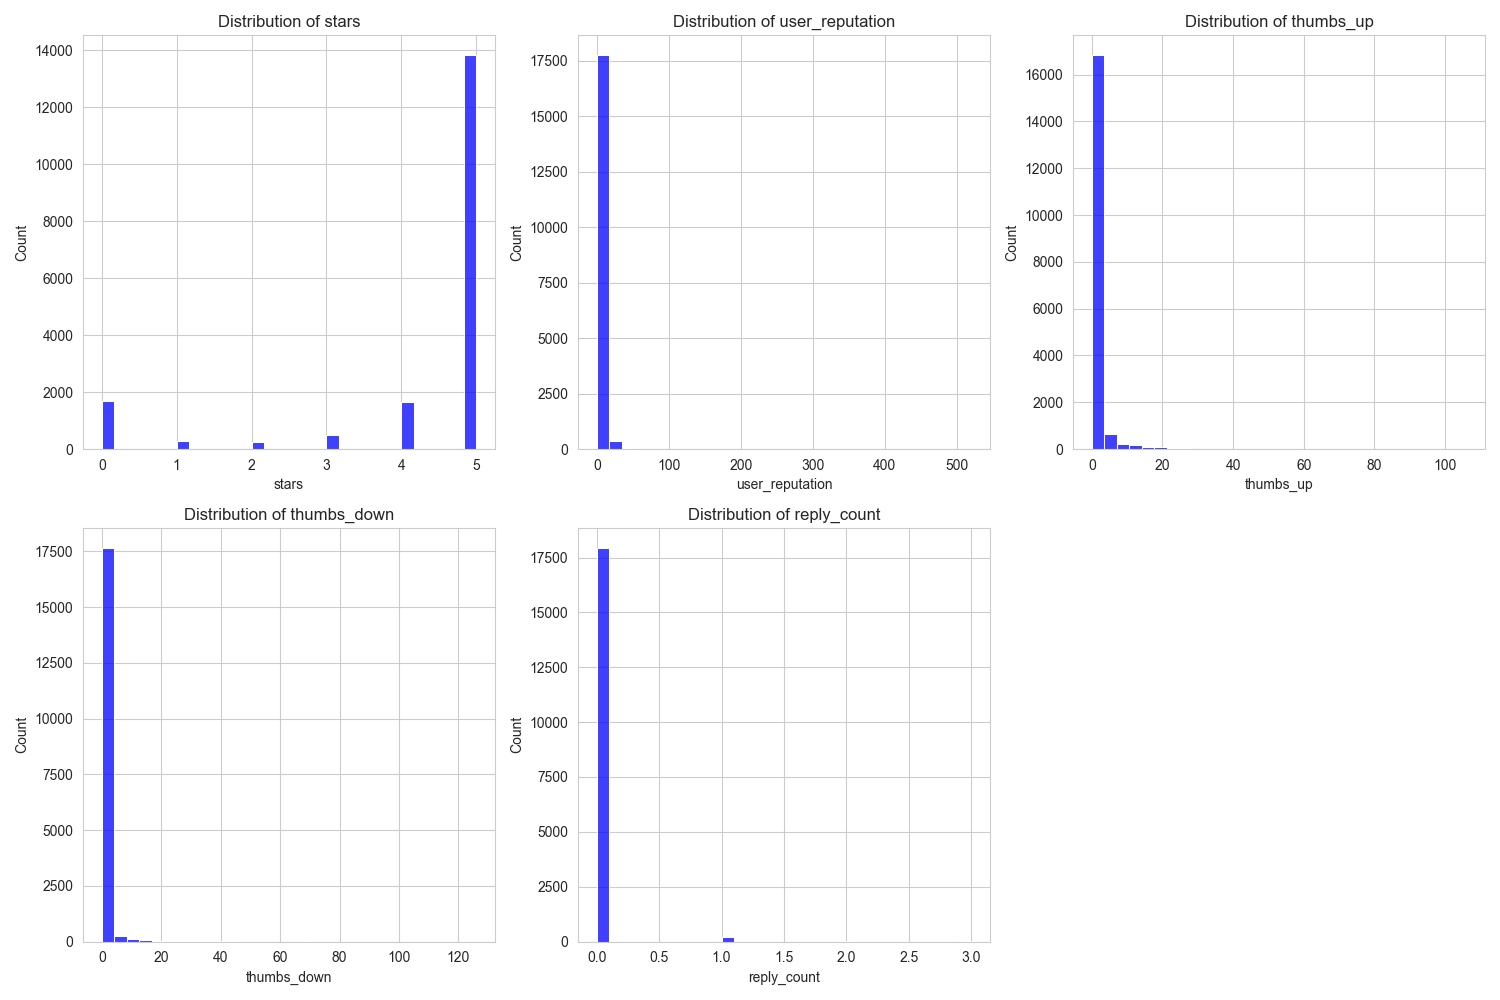 Distribution of stars
14000
12000
10000
8000
6000
4000
2000
0
Count
0 1 2 3 4 5
stars
Distribution of user_reputation
17500
15000
12500
10000
7500
5000
2500
0
Count
0 100 200 300 400 500
user_reputation
Distribution of thumbs_up
16000
14000
12000
10000
8000
6000
4000
2000
0
Count
0 20 40 60 80 100
thumbs_up
Distribution of thumbs_down
17500
15000
12500
10000
7500
5000
2500
0
Count
0 20 40 60 80 100 120
thumbs_down
Distribution of reply_count
17500
15000
12500
10000
7500
5000
2500
0
Count
0.0 0.5 1.0 1.5 2.0 2.5 3.0
reply_count